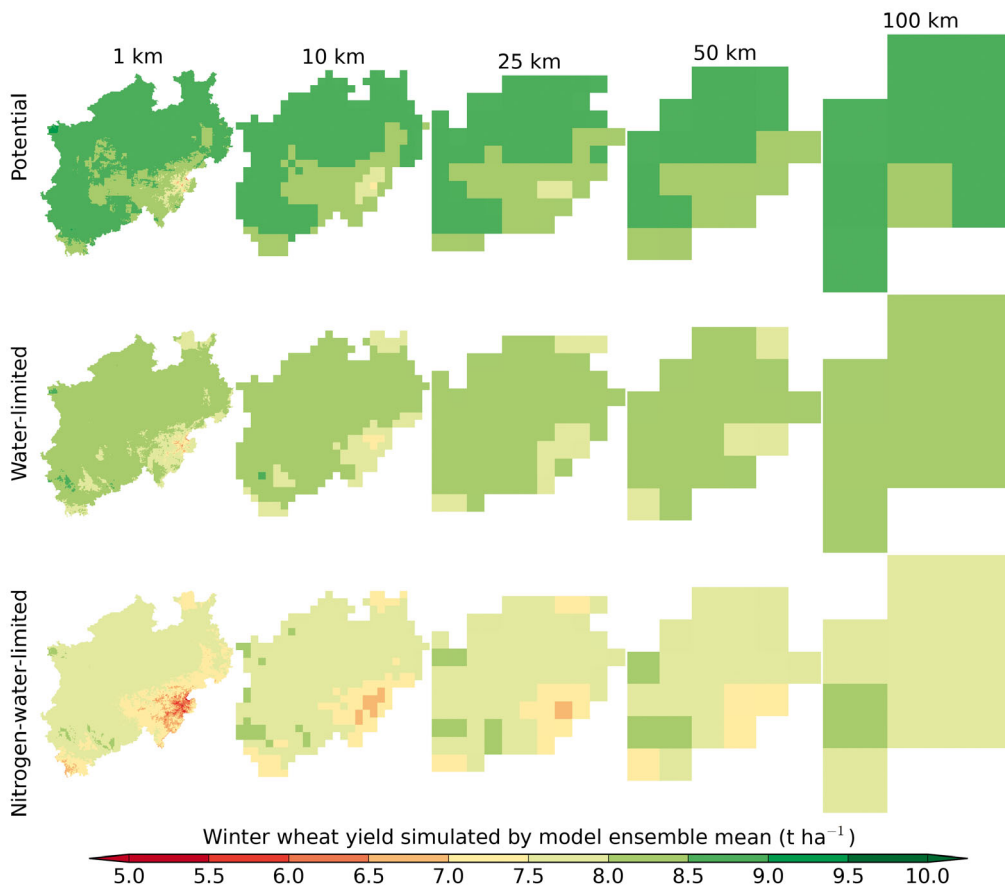 1 km
10 km
25 km
50 km
100 km
Potential
Water-limited
Nitrogen-water-limited
Winter wheat yield simulated by model ensemble mean (t ha⁻¹)
5.0 5.5 6.0 6.5 7.0 7.5 8.0 8.5 9.0 9.5 10.0